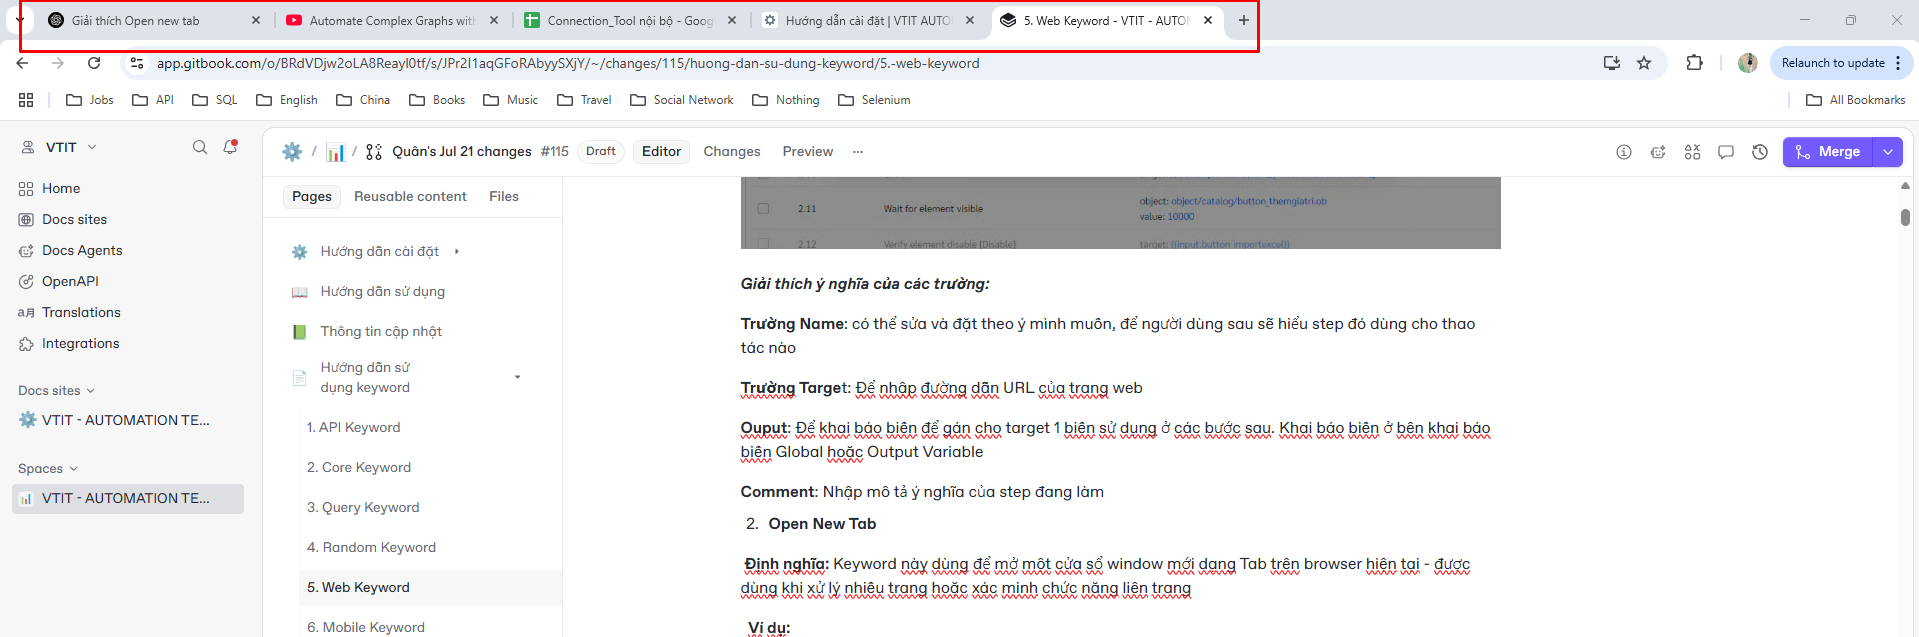 Giải thích Open new tab
Automate Complex Graphs with
Connection_Tool nội bộ - Goog
Hướng dẫn cài đặt | VTIT AUTO
5. Web Keyword - VTIT - AUTOM
app.gitbook.com/o/BRdVDjw2oLA8Reayl0tf/s/JPr2I1aqGFoRAbyySXjY/~/changes/115/huong-dan-su-dung-keyword/5.-web-keyword
Relaunch to update
Jobs
API
SQL
English
China
Books
Music
Travel
Social Network
Nothing
Selenium
All Bookmarks
VTIT
Home
Docs sites
Docs Agents
OpenAPI
Translations
Integrations
Docs sites
VTIT - AUTOMATION TE...
Spaces
VTIT - AUTOMATION TE...
/ / Quân's Jul 21 changes #115 Draft Editor Changes Preview ...
Merge
Pages Reusable content Files
Hướng dẫn cài đặt
Hướng dẫn sử dụng
Thông tin cập nhật
Hướng dẫn sử
dụng keyword
1. API Keyword
2. Core Keyword
3. Query Keyword
4. Random Keyword
5. Web Keyword
6. Mobile Keyword
2.11 Wait for element visible object: object/catalog/button_themgiatri.ob
value: 10000
2.12 Verify element disable [Disable] target: {{input.button importexcel}}
Giải thích ý nghĩa của các trường:
Trường Name: có thể sửa và đặt theo ý mình muốn, để người dùng sau sẽ hiểu step đó dùng cho thao
tác nào
Trường Target: Để nhập đường dẫn URL của trang web
Ouput: Để khai báo biến để gán cho target 1 biến sử dụng ở các bước sau. Khai báo biến ở bên khai báo
biến Global hoặc Output Variable
Comment: Nhập mô tả ý nghĩa của step đang làm
2. Open New Tab
Định nghĩa: Keyword này dùng để mở một cửa sổ window mới dạng Tab trên browser hiện tại - được
dùng khi xử lý nhiều trang hoặc xác minh chức năng liên trang
Ví dụ: